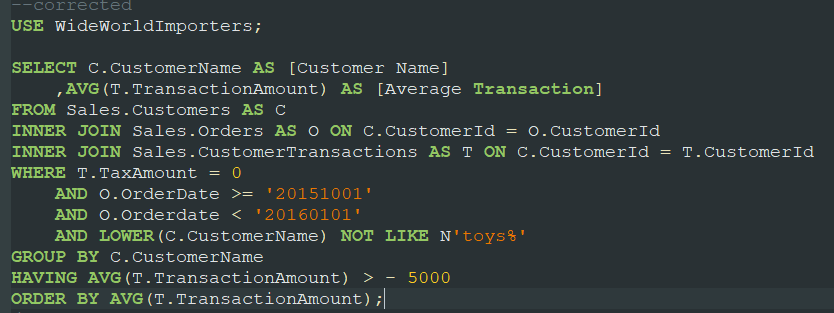 --corrected
USE WideWorldImporters;
SELECT C.CustomerName AS [Customer Name]
    ,AVG(T.TransactionAmount) AS [Average Transaction]
FROM Sales.Customers AS C
INNER JOIN Sales.Orders AS O ON C.CustomerId = O.CustomerId
INNER JOIN Sales.CustomerTransactions AS T ON C.CustomerId = T.CustomerId
WHERE T.TaxAmount = 0
    AND O.OrderDate >= '20151001'
    AND O.Orderdate < '20160101'
    AND LOWER(C.CustomerName) NOT LIKE N'toys%'
GROUP BY C.CustomerName
HAVING AVG(T.TransactionAmount) > - 5000
ORDER BY AVG(T.TransactionAmount);